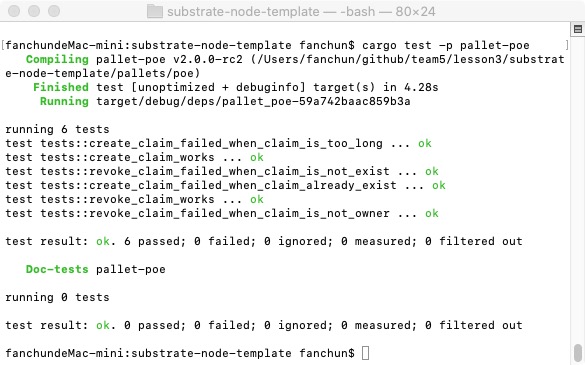 substrate-node-template — -bash — 80×24
[fanchundeMac-mini:substrate-node-template fanchun$ cargo test -p pallet-poe ]
Compiling pallet-poe v2.0.0-rc2 (/Users/fanchun/github/team5/lesson3/substrat
e-node-template/pallets/poe)
Finished test [unoptimized + debuginfo] target(s) in 4.28s
Running target/debug/deps/pallet_poe-59a742baac859b3a
running 6 tests
test tests::create_claim_failed_when_claim_is_too_long ... ok
test tests::create_claim_works ... ok
test tests::revoke_claim_failed_when_claim_is_not_exist ... ok
test tests::create_claim_failed_when_claim_already_exist ... ok
test tests::revoke_claim_works ... ok
test tests::revoke_claim_failed_when_claim_is_not_owner ... ok
test result: ok. 6 passed; 0 failed; 0 ignored; 0 measured; 0 filtered out
Doc-tests pallet-poe
running 0 tests
test result: ok. 0 passed; 0 failed; 0 ignored; 0 measured; 0 filtered out
fanchundeMac-mini:substrate-node-template fanchun$